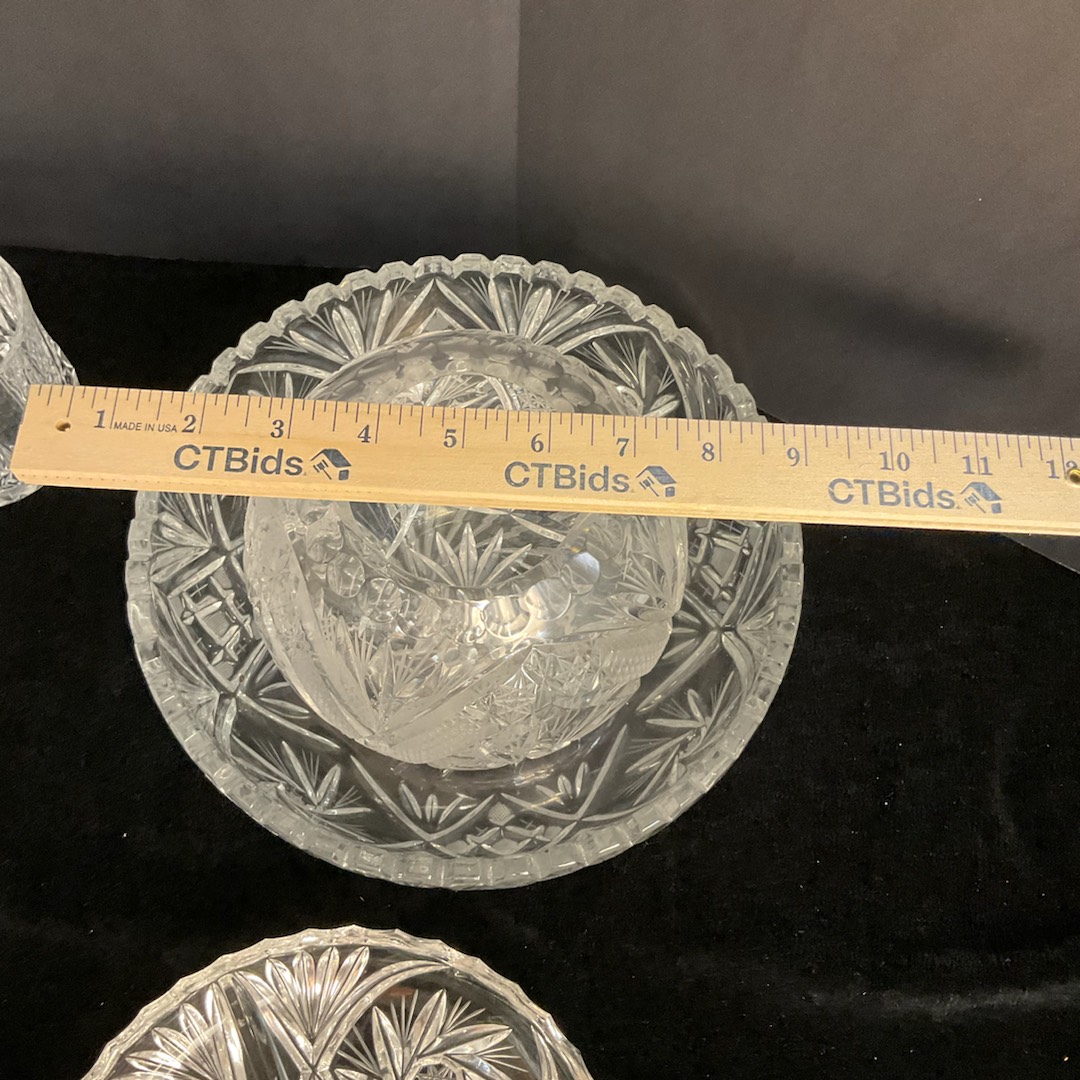 1 MADE IN USA 2 3 4 5 6 7 8 9 10 11 12
CTBids CTBids CTBids